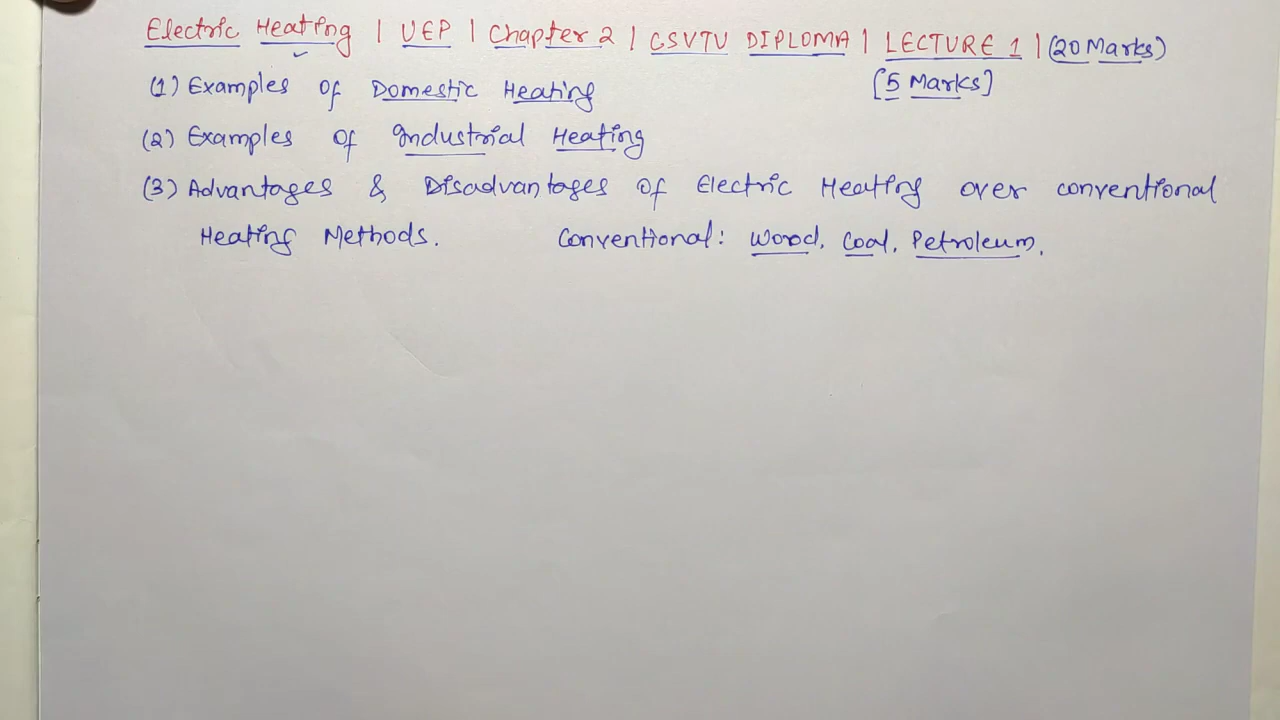 Electric Heating | UEP | Chapter 2 | CSVTU DIPLOMA | LECTURE 1 | (20 Marks)
[5 Marks]
(1) Examples of Domestic Heating
(2) Examples of Industrial Heating
(3) Advantages & Disadvantages of Electric Heating over conventional
Heating Methods. Conventional: Wood, Coal, Petroleum.